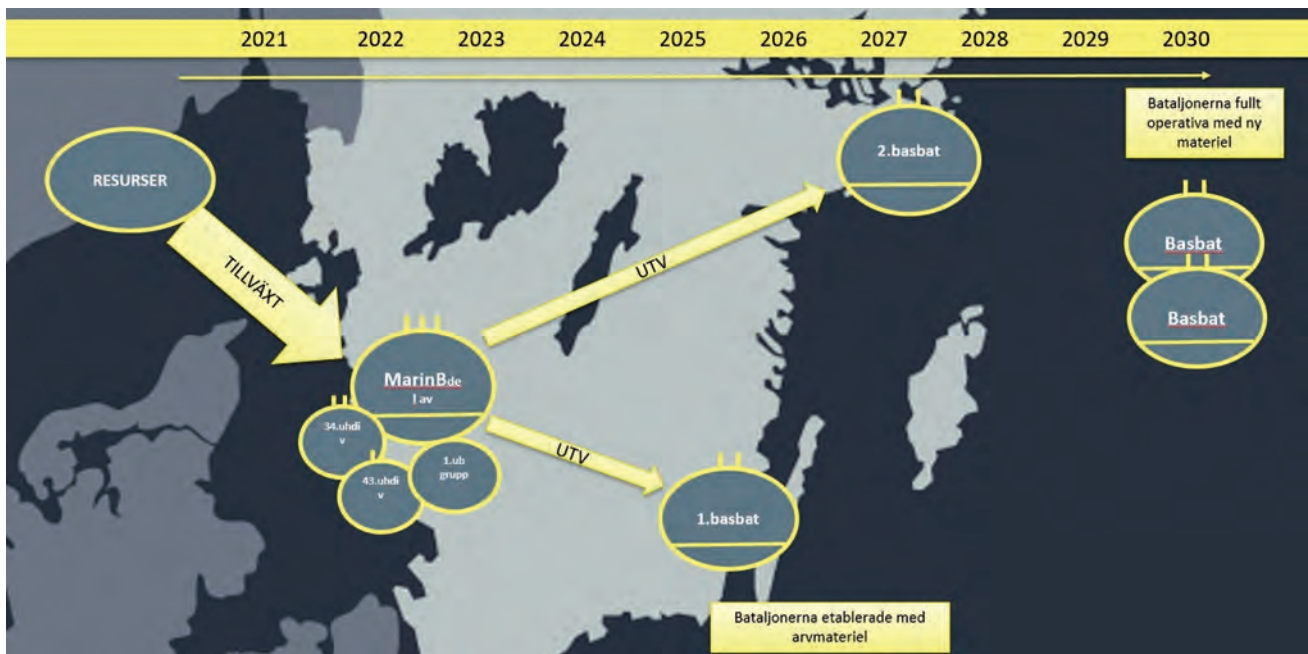 2021 2022 2023 2024 2025 2026 2027 2028 2029 2030
Bataljonerna fullt
operativa med ny
materiel
RESURSER
TILLVÄXT
2.basbat
UTV
Basbat
Basbat
MarinBde
l av
34.uhdi
v
43.uhdi
v
1.ub
grupp
UTV
1.basbat
Bataljonerna etablerade med
arvmateriel